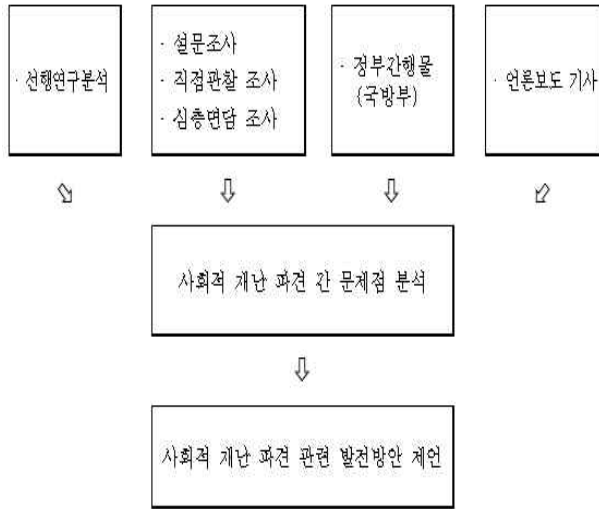 · 선행연구분석
· 설문조사
· 직접관찰 조사
· 심층면담 조사
· 정부간행물
(국방부)
· 언론보도 기사
사회적 재난 파견 간 문제점 분석
사회적 재난 파견 관련 발전방안 제언